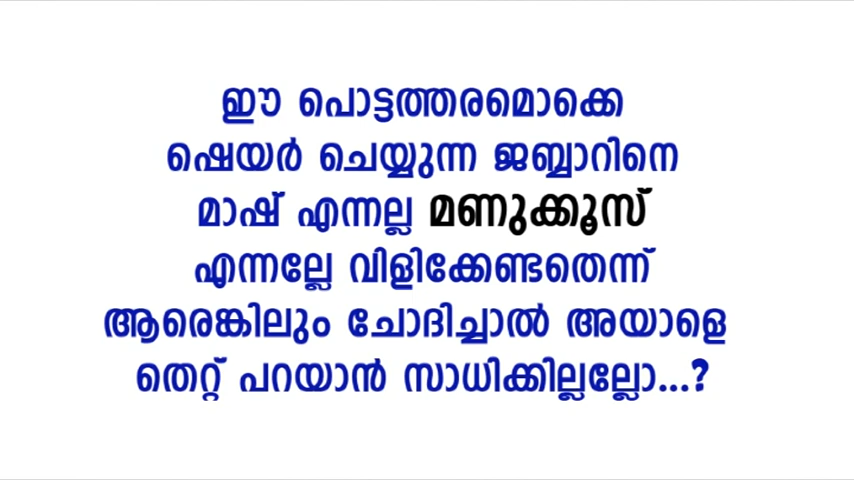 ഈ പൊട്ടത്തരമൊക്കെ
ഷെയർ ചെയ്യുന്ന ജബ്ബാറിനെ
മാഷ് എന്നല്ല മണുക്കൂസ്
എന്നല്ലേ വിളിക്കേണ്ടതെന്ന്
ആരെങ്കിലും ചോദിച്ചാൽ അയാളെ
തെറ്റ് പറയാൻ സാധിക്കില്ലല്ലോ...?